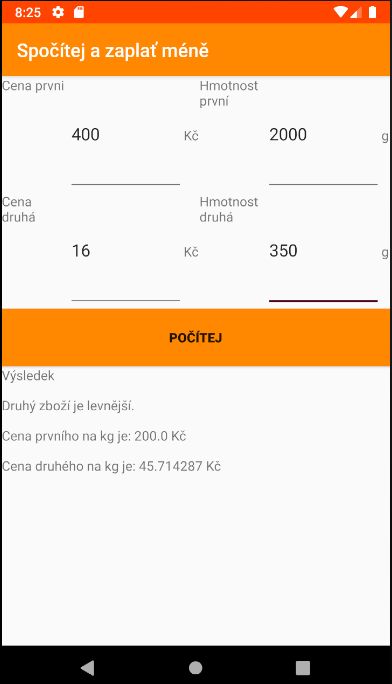 8:25
Spočítej a zaplať méně
Cena prvni
Hmotnost
první
400 Kč
2000 g
Cena
druhá
Hmotnost
druhá
16 Kč
350 g
POČÍTEJ
Výsledek
Druhý zboží je levnější.
Cena prvního na kg je: 200.0 Kč
Cena druhého na kg je: 45.714287 Kč